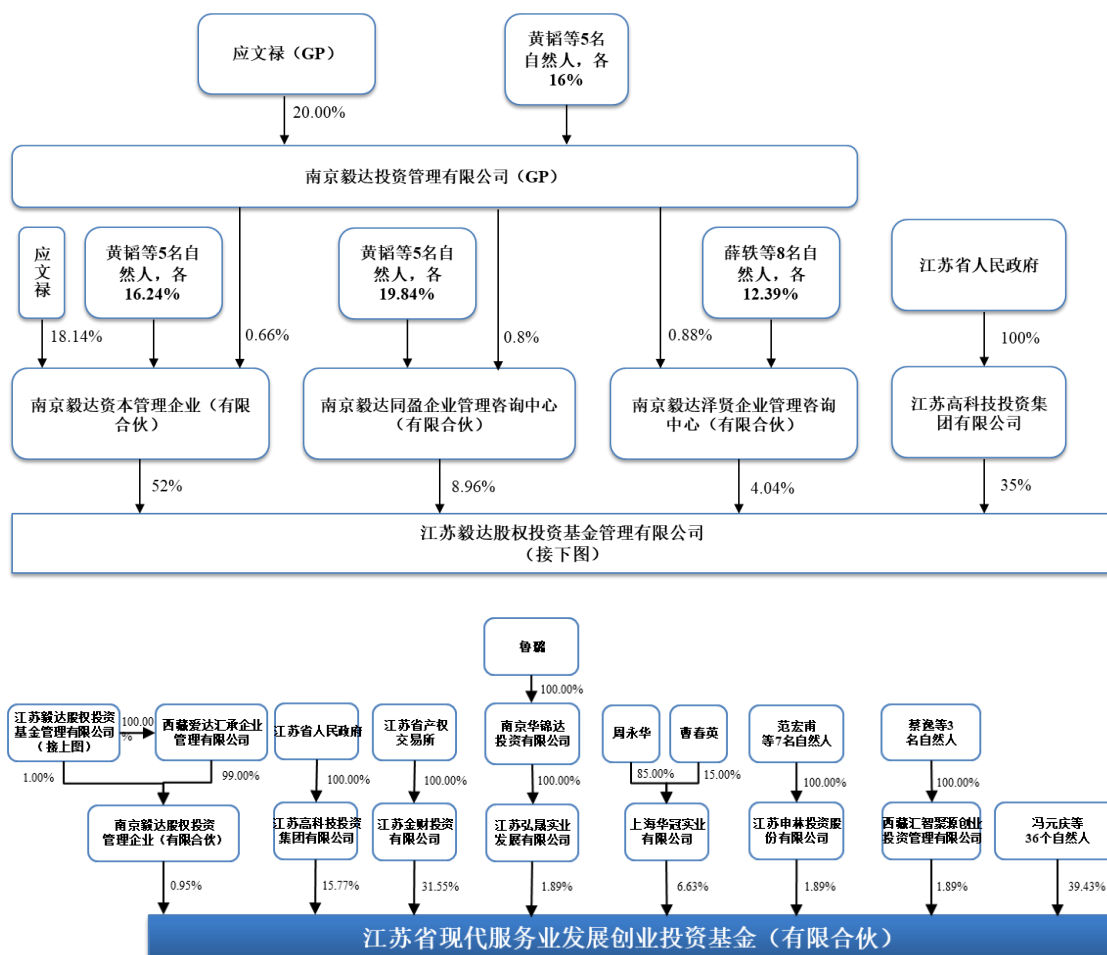 应文禄（GP）
黄韬等5名
自然人，各
16%
20.00%
南京毅达投资管理有限公司（GP）
应
文
禄
黄韬等5名自
然人，各
16.24%
黄韬等5名自
然人，各
19.84%
薛轶等8名自
然人，各
12.39%
江苏省人民政府
18.14%
0.66%
0.8%
0.88%
100%
南京毅达资本管理企业（有限
合伙）
南京毅达同盈企业管理咨询中心
（有限合伙）
南京毅达洋贤企业管理咨询
中心（有限合伙）
江苏高科技投资集
团有限公司
52%
8.96%
4.04%
35%
江苏毅达股权投资基金管理有限公司
（接下图）
鲁璐
100.00%
江苏毅达股权投资
基金管理有限公司
（接上图）
100.00
%
西藏爱达汇承企业
管理有限公司
江苏省人民政府
江苏省产权
交易所
南京华锦达
投资有限公司
周永华
曹春英
范宏甫
等7名自然人
蔡逸等3
名自然人
1.00%
99.00%
100.00%
100.00%
100.00%
85.00%
15.00%
100.00%
100.00%
南京毅达股权投资
管理企业（有限合伙）
江苏高科技投资
集团有限公司
江苏金财投资
有限公司
江苏弘晟实业
发展有限公司
上海华冠实业
有限公司
江苏申林投资股
份有限公司
西藏汇智聚源创业
投资管理有限公司
冯元庆等
36个自然人
0.95%
15.77%
31.55%
1.89%
6.63%
1.89%
1.89%
39.43%
江苏省现代服务业发展创业投资基金（有限合伙）